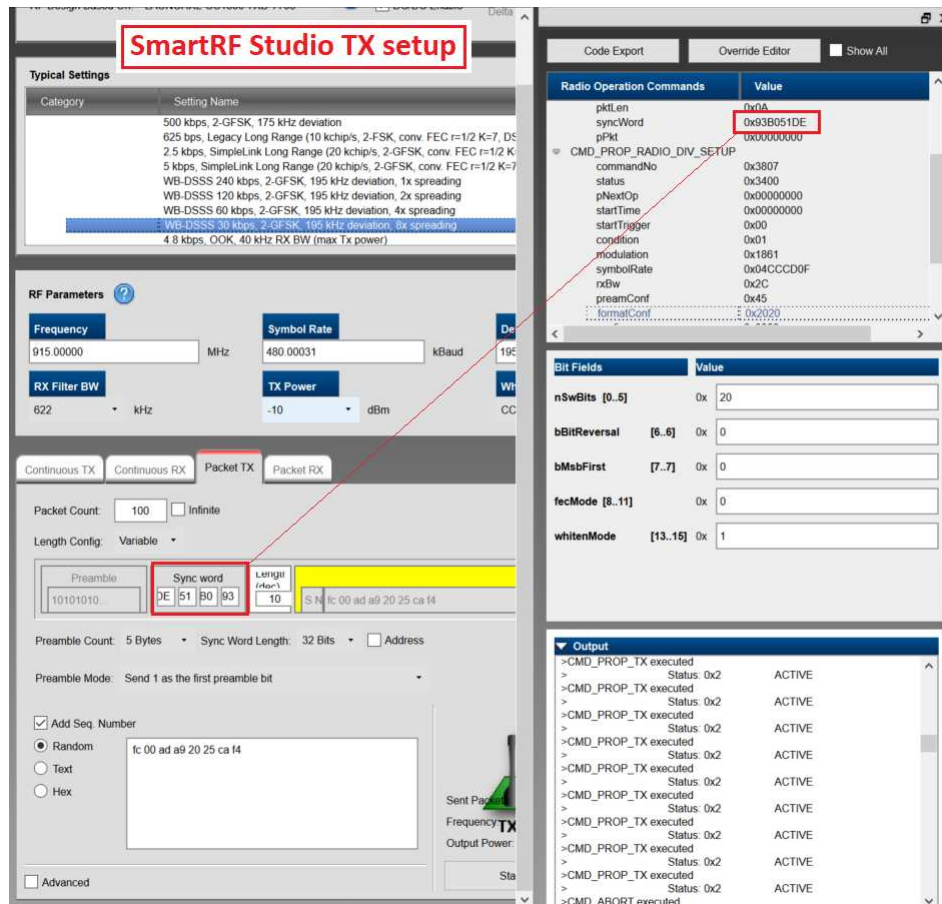 SmartRF Studio TX setup
Delta
Typical Settings
Category Setting Name
500 kbps, 2-GFSK, 175 kHz deviation
625 bps, Legacy Long Range (10 kchip/s, 2-FSK, conv. FEC r=1/2 K=7, DS
2.5 kbps, SimpleLink Long Range (20 kchip/s, 2-GFSK, conv. FEC r=1/2 K
5 kbps, SimpleLink Long Range (20 kchip/s, 2-GFSK, conv. FEC r=1/2 K=7
WB-DSSS 240 kbps, 2-GFSK, 195 kHz deviation, 1x spreading
WB-DSSS 120 kbps, 2-GFSK, 195 kHz deviation, 2x spreading
WB-DSSS 60 kbps, 2-GFSK, 195 kHz deviation, 4x spreading
WB-DSSS 30 kbps, 2-GFSK, 195 kHz deviation, 8x spreading
4.8 kbps, OOK, 40 kHz RX BW (max Tx power)
RF Parameters ?
Frequency Symbol Rate De
915.00000 MHz 480.00031 kBaud 195
RX Filter BW TX Power Wh
622 kHz -10 dBm CC
Continuous TX Continuous RX Packet TX Packet RX
Packet Count: 100 Infinite
Length Config: Variable
Preamble Sync word Length
10101010... DE 51 B0 93 10 S N fc 00 ad a9 20 25 ca f4
Preamble Count: 5 Bytes Sync Word Length: 32 Bits Address
Preamble Mode: Send 1 as the first preamble bit
Add Seq. Number
Random fc 00 ad a9 20 25 ca f4
Text
Hex
Sent Packe
Frequency TX
Output Power:
Sta
Advanced
Code Export Override Editor Show All
Radio Operation Commands Value
pktLen 0x0A
syncWord 0x93B051DE
pPkt 0x00000000
CMD_PROP_RADIO_DIV_SETUP
commandNo 0x3807
status 0x3400
pNextOp 0x00000000
startTime 0x00000000
startTrigger 0x00
condition 0x01
modulation 0x1861
symbolRate 0x04CCCD0F
rxBw 0x2C
preamConf 0x45
formatConf 0x2020
Bit Fields Value
nSwBits [0..5] 0x 20
bBitReversal [6..6] 0x 0
bMsbFirst [7..7] 0x 0
fecMode [8..11] 0x 0
whitenMode [13..15] 0x 1
Output
>CMD_PROP_TX executed
> Status: 0x2 ACTIVE
>CMD_PROP_TX executed
> Status: 0x2 ACTIVE
>CMD_PROP_TX executed
> Status: 0x2 ACTIVE
>CMD_PROP_TX executed
> Status: 0x2 ACTIVE
>CMD_PROP_TX executed
> Status: 0x2 ACTIVE
>CMD_PROP_TX executed
> Status: 0x2 ACTIVE
>CMD_PROP_TX executed
> Status: 0x2 ACTIVE
>CMD_PROP_TX executed
> Status: 0x2 ACTIVE
>CMD_PROP_TX executed
> Status: 0x2 ACTIVE
>CMD_ABORT executed